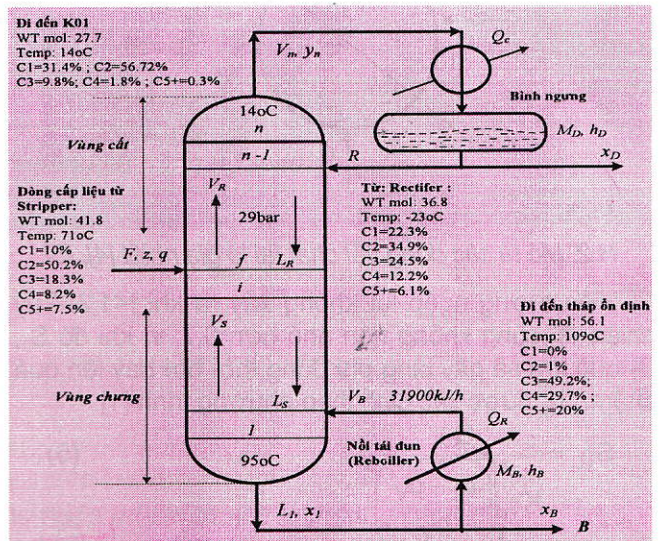 Đi đến K01
WT mol: 27.7
Temp: 14oC
C1=31.4% ; C2=56.72%
C3=9.8%; C4=1.8% ; C5+=0.3%
Vn, yn
Qc
Bình ngưng
MD, hD
xD
14oC
n
n -1
R
Vùng cất
Dòng cấp liệu từ
Stripper:
WT mol: 41.8
Temp: 71oC
C1=10%
C2=50.2%
C3=18.3%
C4=8.2%
C5+=7.5%
F, z, q
VR
29bar
f
LR
i
Từ: Rectifer :
WT mol: 36.8
Temp: -23oC
C1=22.3%
C2=34.9%
C3=24.5%
C4=12.2%
C5+=6.1%
Đi đến tháp ổn định
WT mol: 56.1
Temp: 109oC
C1=0%
C2=1%
C3=49.2%;
C4=29.7% ;
C5+=20%
VS
Vùng chưng
LS
VB
31900kJ/h
1
95oC
QR
Nồi tái đun
(Reboiller)
MB, hB
L1, x1
xB
B